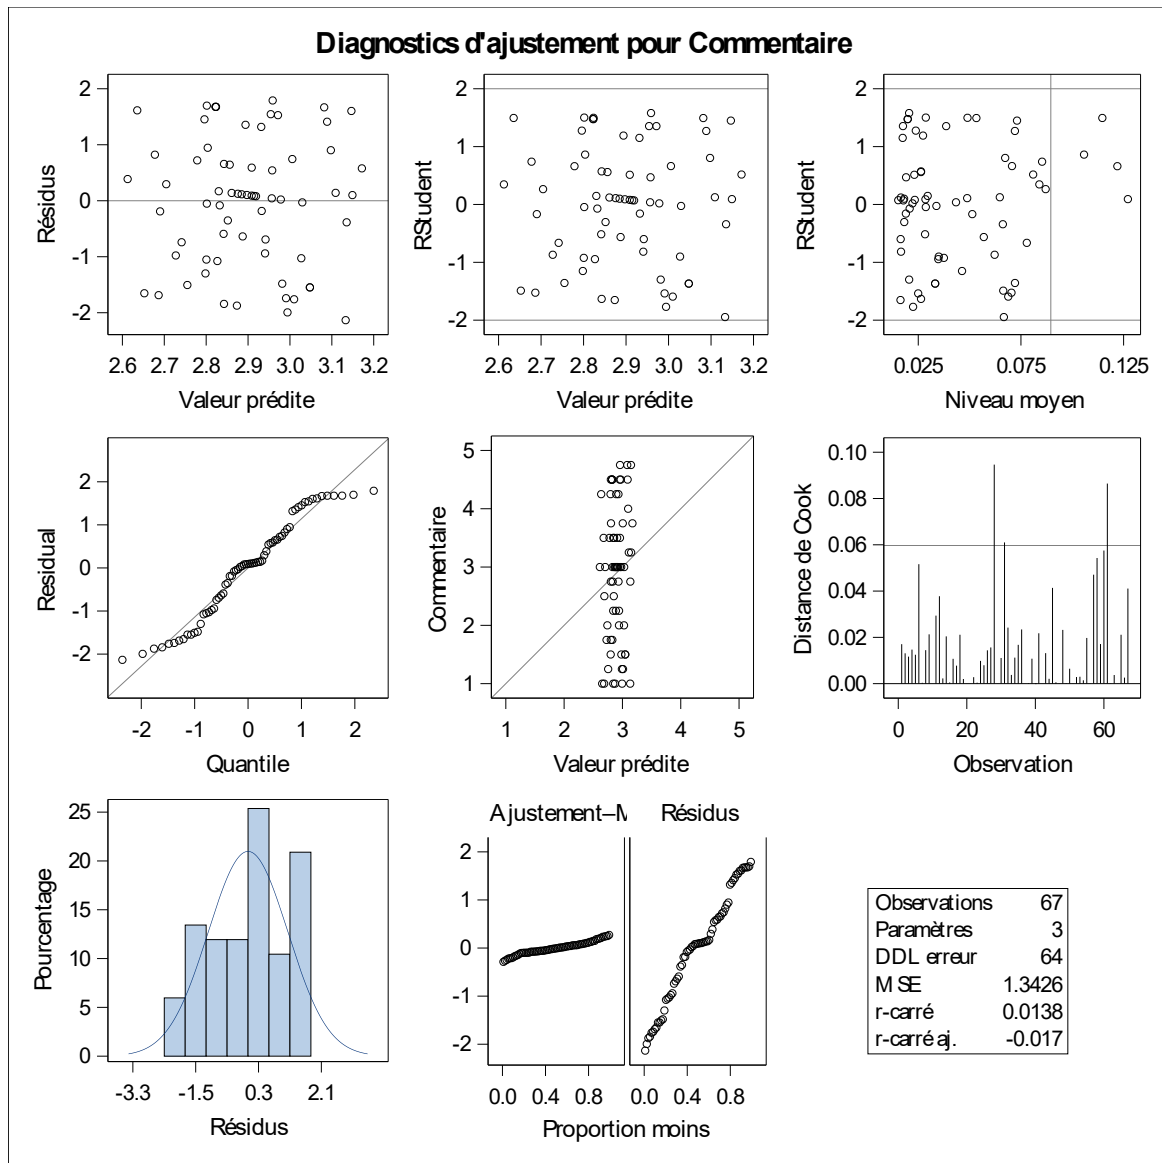 Diagnostics d'ajustement pour Commentaire
Résidus
2
1
0
-1
-2
2.6 2.7 2.8 2.9 3.0 3.1 3.2
Valeur prédite
RStudent
2
1
0
-1
-2
2.6 2.7 2.8 2.9 3.0 3.1 3.2
Valeur prédite
RStudent
2
1
0
-1
-2
0.025 0.075 0.125
Niveau moyen
Residual
2
1
0
-1
-2
-2 -1 0 1 2
Quantile
Commentaire
5
4
3
2
1
1 2 3 4 5
Valeur prédite
Distance de Cook
0.10
0.08
0.06
0.04
0.02
0.00
0 20 40 60
Observation
Pourcentage
25
20
15
10
5
0
-3.3 -1.5 0.3 2.1
Résidus
Ajustement–M Résidus
2
1
0
-1
-2
0.0 0.4 0.8 0.0 0.4 0.8
Proportion moins
Observations 67
Paramètres 3
DDL erreur 64
MSE 1.3426
r-carré 0.0138
r-carré aj. -0.017